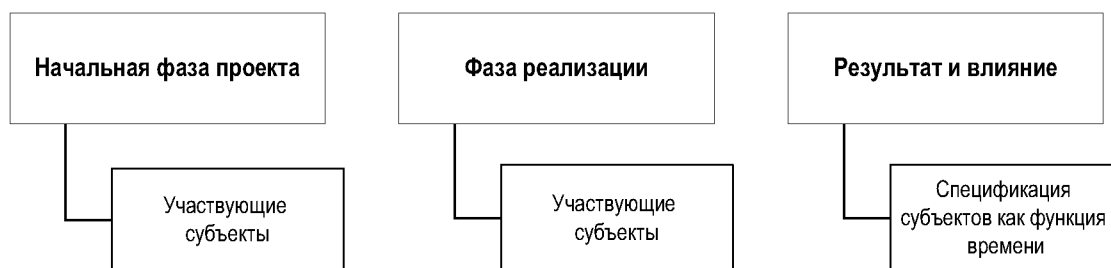 Начальная фаза проекта
Фаза реализации
Результат и влияние
Участвующие
субъекты
Участвующие
субъекты
Спецификация
субъектов как функция
времени